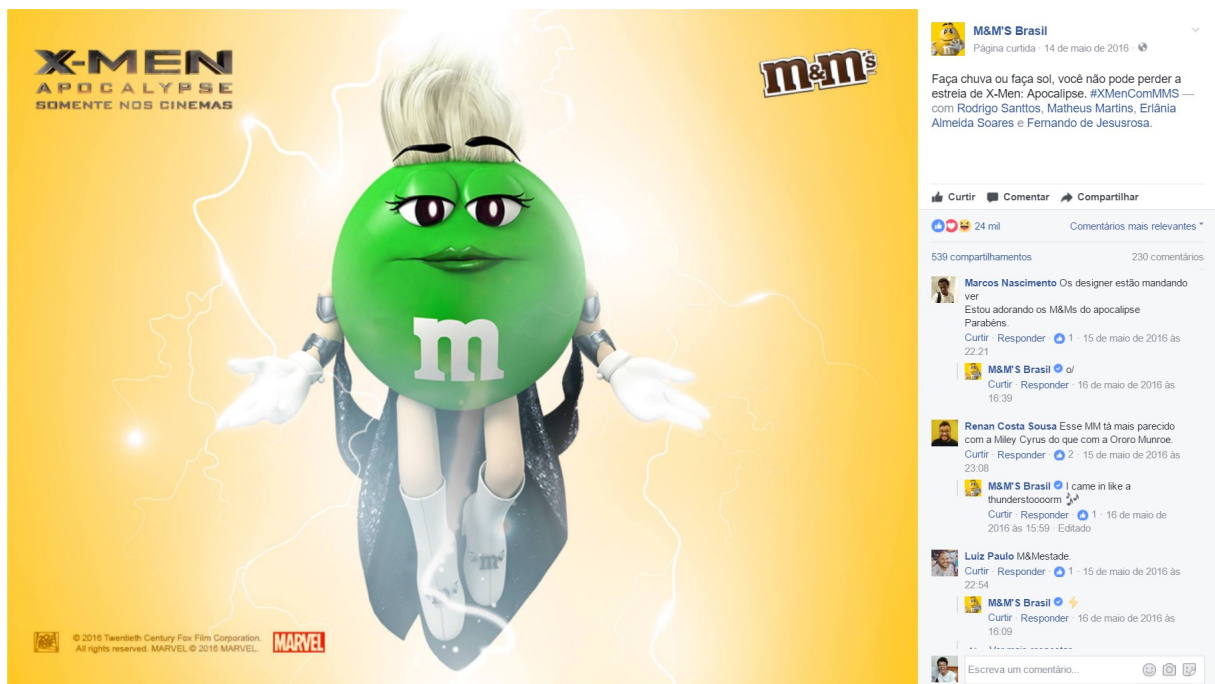 X-MEN
APOCALYPSE
SOMENTE NOS CINEMAS
m&m's
m
m
© 2016 Twentieth Century Fox Film Corporation.
All rights reserved. MARVEL © 2016 MARVEL.
MARVEL
M&M'S Brasil
Página curtida · 14 de maio de 2016 ·
Faça chuva ou faça sol, você não pode perder a
estreia de X-Men: Apocalipse. #XMenComMMS —
com Rodrigo Santtos, Matheus Martins, Erlânia
Almeida Soares e Fernando de Jesusrosa.
Curtir Comentar Compartilhar
24 mil Comentários mais relevantes
539 compartilhamentos 230 comentários
Marcos Nascimento Os designer estão mandando
ver
Estou adorando os M&Ms do apocalipse
Parabéns.
Curtir · Responder · 1 · 15 de maio de 2016 às
22:21
M&M'S Brasil o/
Curtir · Responder · 16 de maio de 2016 às
16:39
Renan Costa Sousa Esse MM tá mais parecido
com a Miley Cyrus do que com a Ororo Munroe.
Curtir · Responder · 2 · 15 de maio de 2016 às
23:08
M&M'S Brasil I came in like a
thunderstoooorm 🎶
Curtir · Responder · 1 · 16 de maio de
2016 às 15:59 · Editado
Luiz Paulo M&Mestade.
Curtir · Responder · 1 · 15 de maio de 2016 às
22:54
M&M'S Brasil ⚡
Curtir · Responder · 16 de maio de 2016 às
16:09
Escreva um comentário...